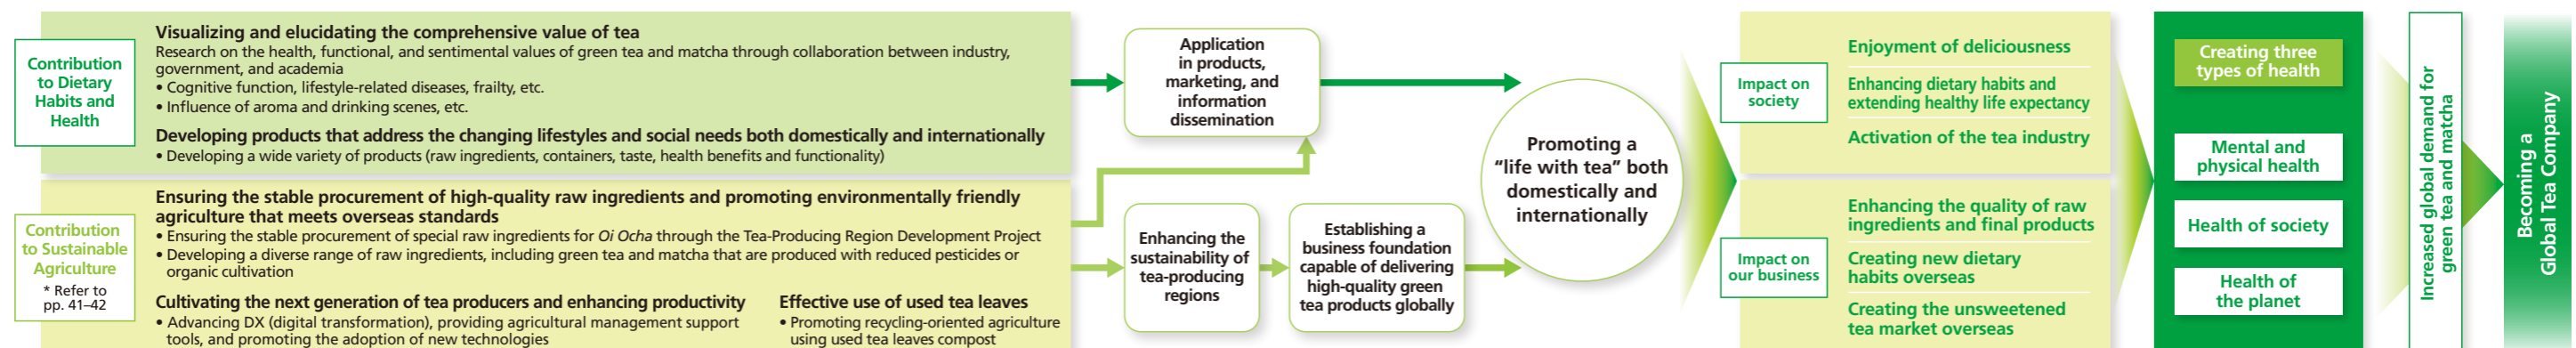 Contribution
to Dietary
Habits and
Health
Visualizing and elucidating the comprehensive value of tea
Research on the health, functional, and sentimental values of green tea and matcha through collaboration between industry,
government, and academia
• Cognitive function, lifestyle-related diseases, frailty, etc.
• Influence of aroma and drinking scenes, etc.
Developing products that address the changing lifestyles and social needs both domestically and internationally
• Developing a wide variety of products (raw ingredients, containers, taste, health benefits and functionality)
Contribution
to Sustainable
Agriculture
* Refer to
pp. 41–42
Ensuring the stable procurement of high-quality raw ingredients and promoting environmentally friendly
agriculture that meets overseas standards
• Ensuring the stable procurement of special raw ingredients for Oi Ocha through the Tea-Producing Region Development Project
• Developing a diverse range of raw ingredients, including green tea and matcha that are produced with reduced pesticides or
organic cultivation
Cultivating the next generation of tea producers and enhancing productivity
• Advancing DX (digital transformation), providing agricultural management support
tools, and promoting the adoption of new technologies
Effective use of used tea leaves
• Promoting recycling-oriented agriculture
using used tea leaves compost
Application
in products,
marketing, and
information
dissemination
Enhancing the
sustainability of
tea-producing
regions
Establishing a
business foundation
capable of delivering
high-quality green
tea products globally
Promoting a
“life with tea” both
domestically and
internationally
Impact on
society
Enjoyment of deliciousness
Enhancing dietary habits and
extending healthy life expectancy
Activation of the tea industry
Impact on
our business
Enhancing the quality of raw
ingredients and final products
Creating new dietary
habits overseas
Creating the unsweetened
tea market overseas
Creating three
types of health
Mental and
physical health
Health of society
Health of
the planet
Increased global demand for
green tea and matcha
Becoming a
Global Tea Company